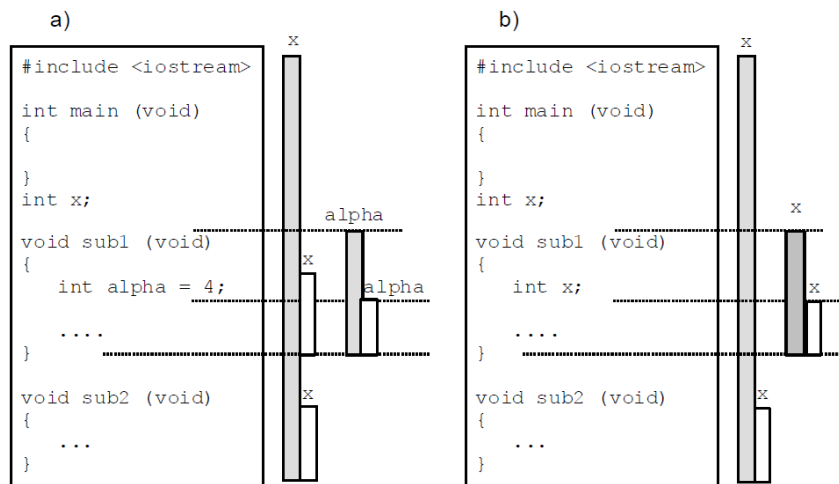 a)
x
#include <iostream>
int main (void)
{
}
int x;
alpha
void sub1 (void)
x
{
int alpha = 4;
alpha
....
}
void sub2 (void)
x
{
...
}
b)
x
#include <iostream>
int main (void)
{
}
int x;
x
void sub1 (void)
{
int x;
x
....
}
void sub2 (void)
x
{
...
}